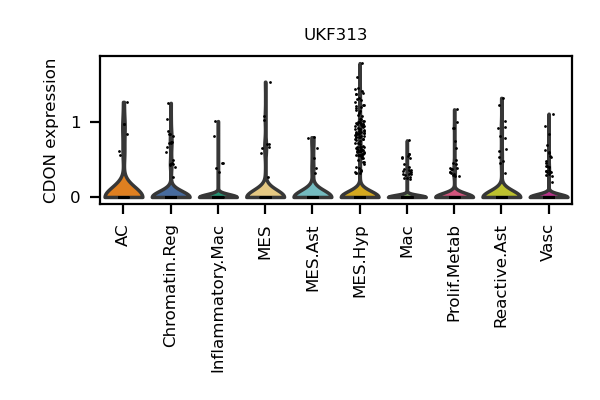 UKF313
CDON expression
1
0
AC
Chromatin.Reg
Inflammatory.Mac
MES
MES.Ast
MES.Hyp
Mac
Prolif.Metab
Reactive.Ast
Vasc